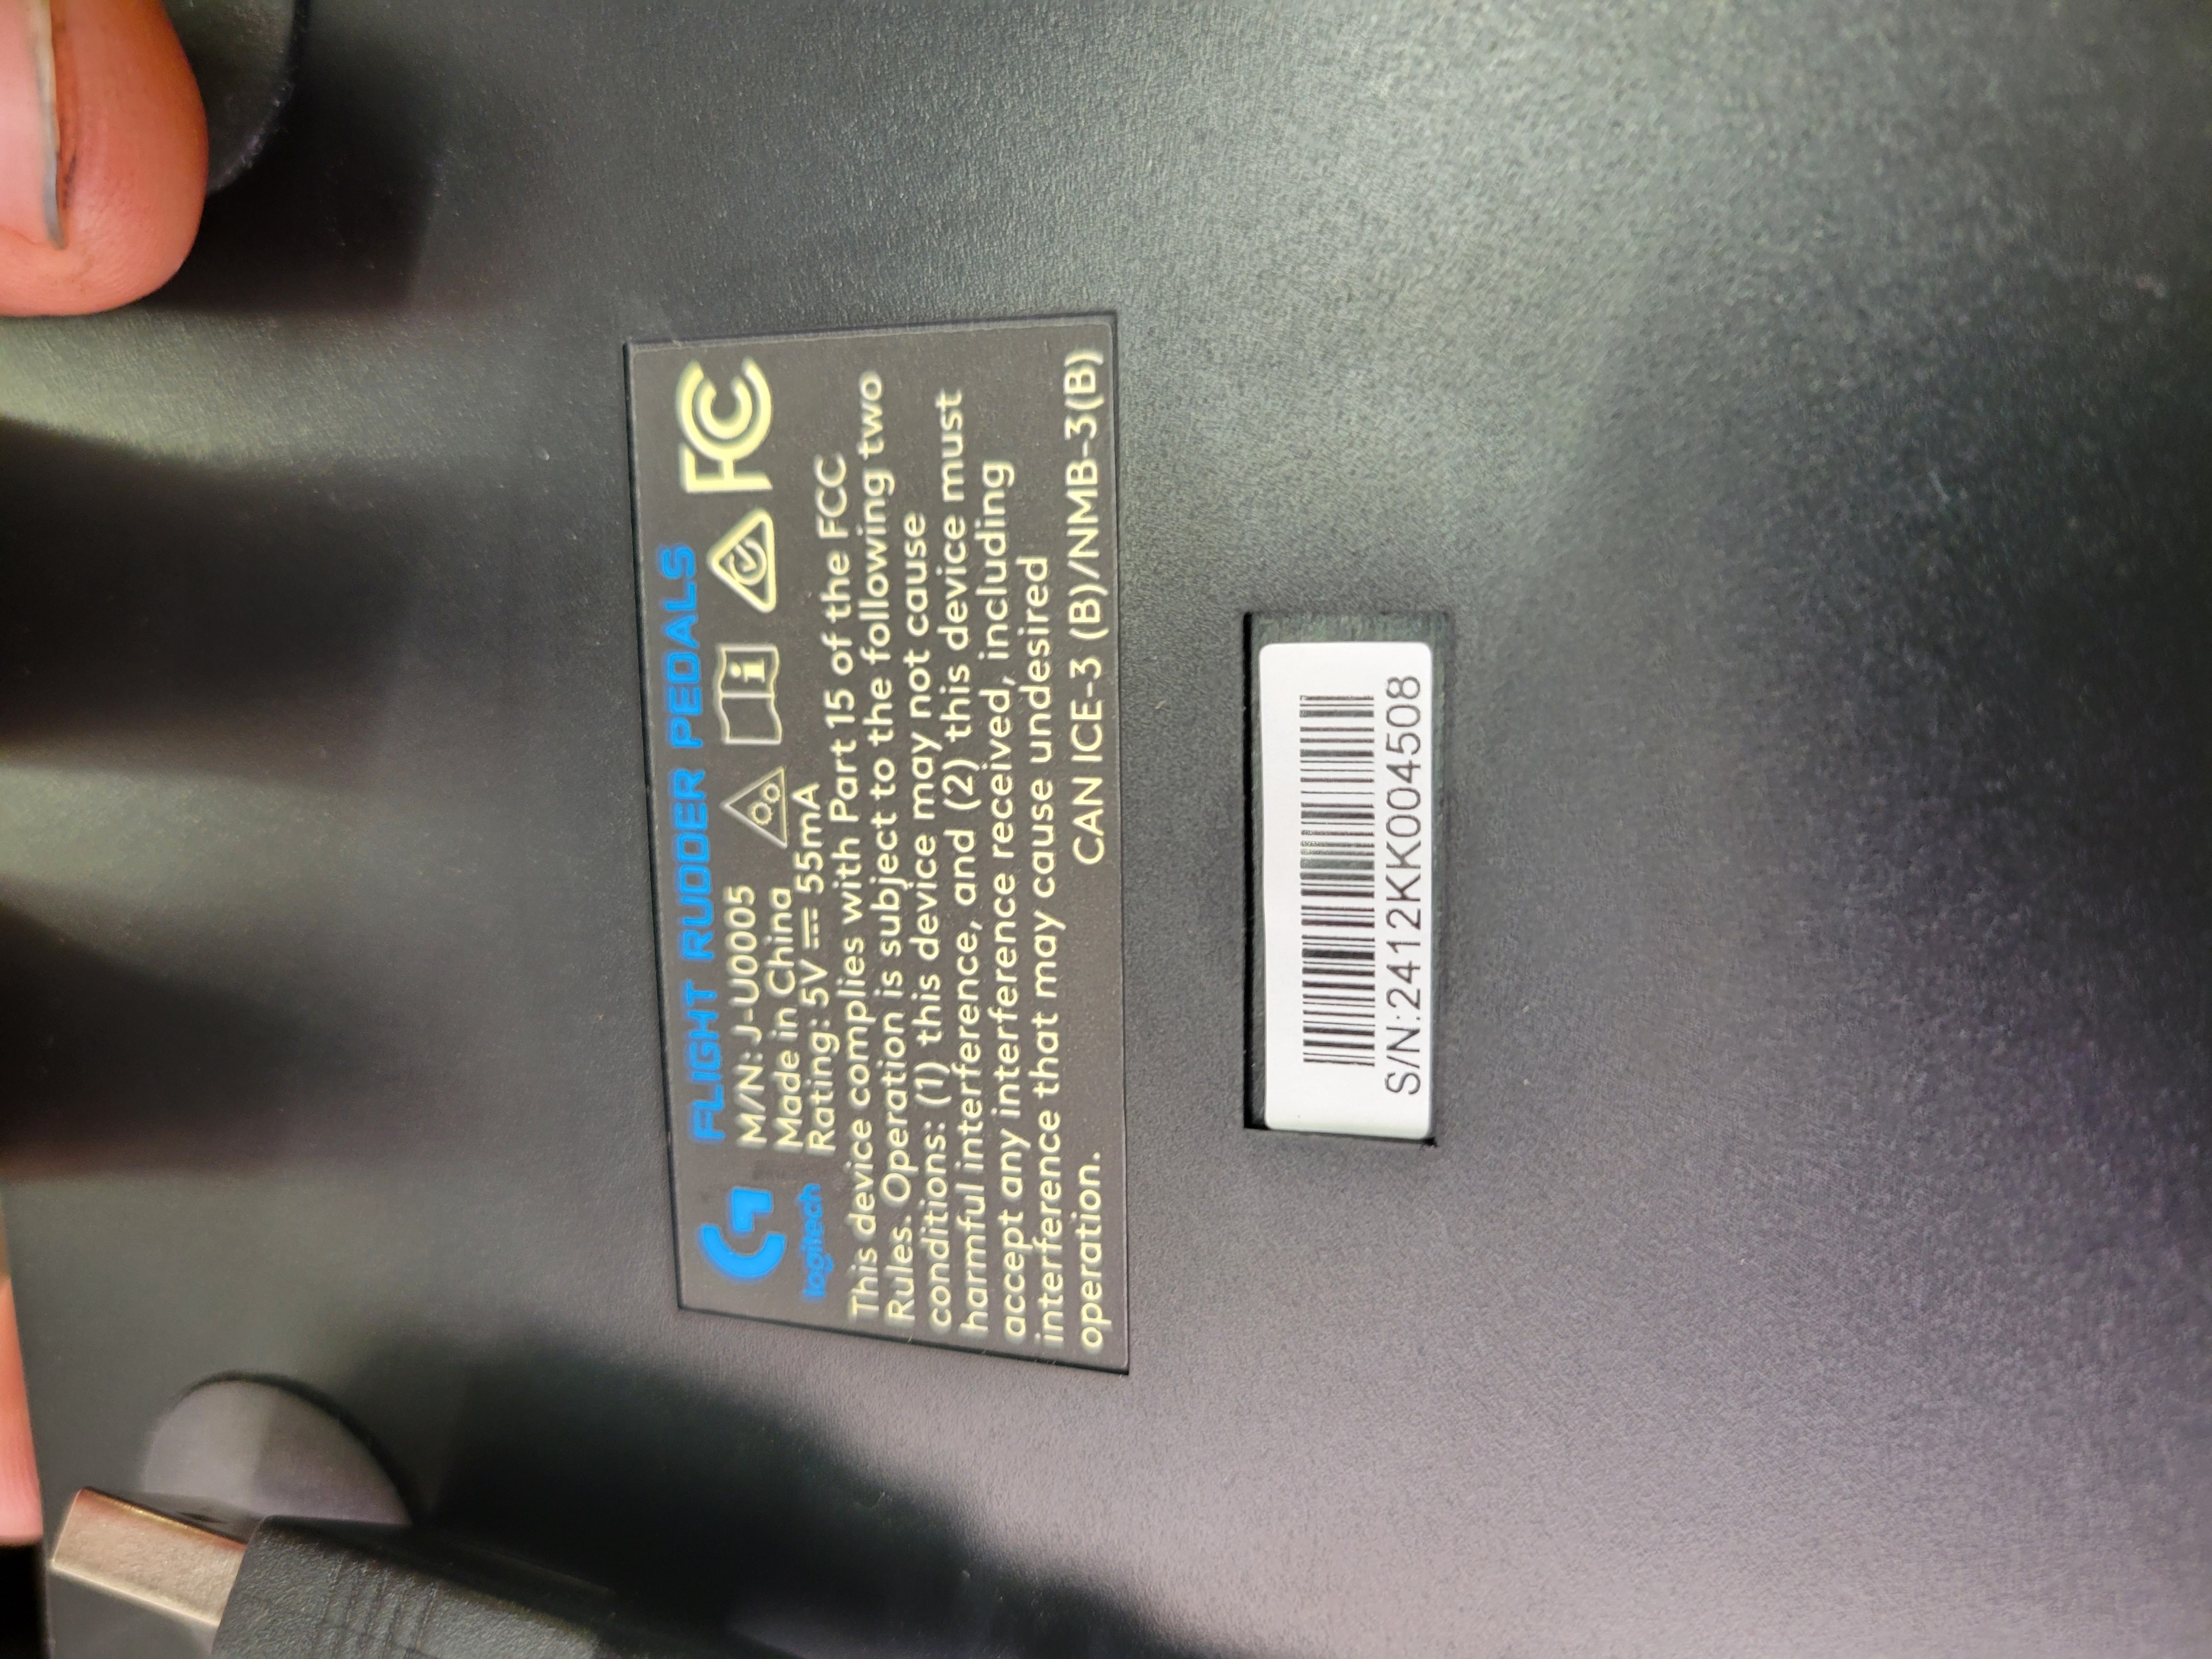 FLIGHT RUDDER PEDALS
logitech
M/N: J-U0005
Made in China
Rating: 5V ⎓ 55mA
FC
This device complies with Part 15 of the FCC
Rules. Operation is subject to the following two
conditions: (1) this device may not cause
harmful interference, and (2) this device must
accept any interference received, including
interference that may cause undesired
operation.
CAN ICE-3 (B)/NMB-3(B)
S/N:2412KK004508